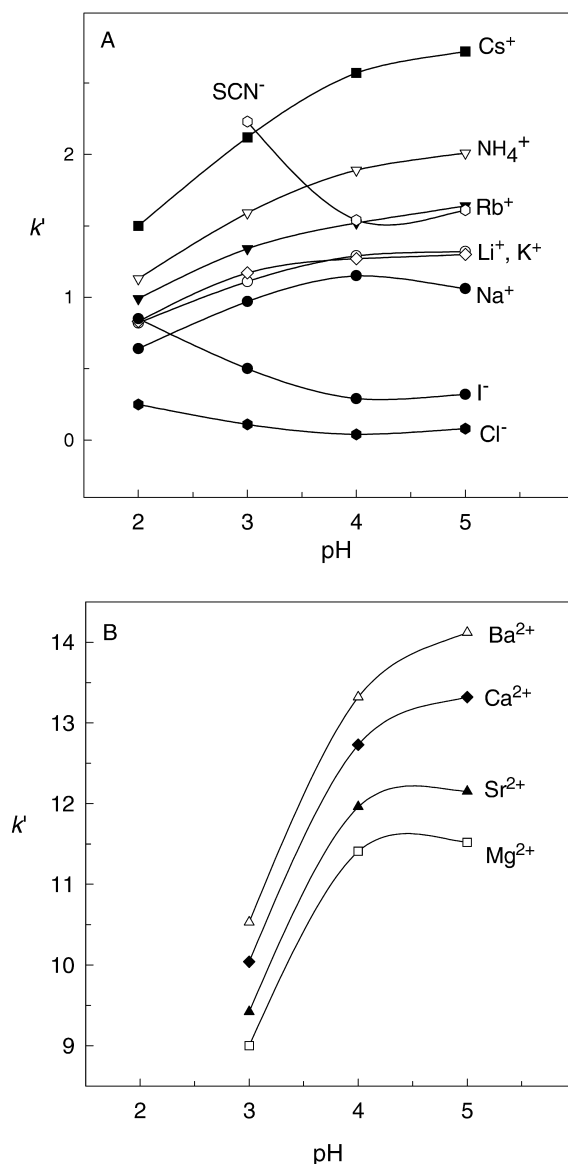 A
Cs⁺
SCN⁻
2
NH₄⁺
k'
Rb⁺
Li⁺, K⁺
1
Na⁺
I⁻
0
Cl⁻
2 3 4 5
pH
B
14
Ba²⁺
13
Ca²⁺
12
Sr²⁺
k'
Mg²⁺
11
10
9
2 3 4 5
pH